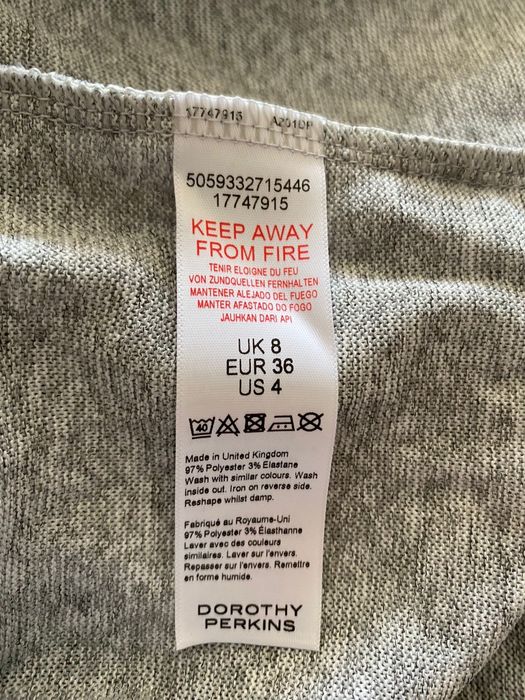 17747915 A201DP
5059332715446
17747915
KEEP AWAY
FROM FIRE
TENIR ELOIGNE DU FEU
VON ZUNDQUELLEN FERNHALTEN
MANTENER ALEJADO DEL FUEGO
MANTER AFASTADO DO FOGO
JAUHKAN DARI API
UK 8
EUR 36
US 4
40
Made in United Kingdom
97% Polyester 3% Elastane
Wash with similar colours. Wash
inside out. Iron on reverse side.
Reshape whilst damp.
Fabriqué au Royaume-Uni
97% Polyester 3% Élasthanne
Laver avec des couleurs
similaires. Laver sur l'envers.
Repasser sur l'envers. Remettre
en forme humide.
DOROTHY
PERKINS